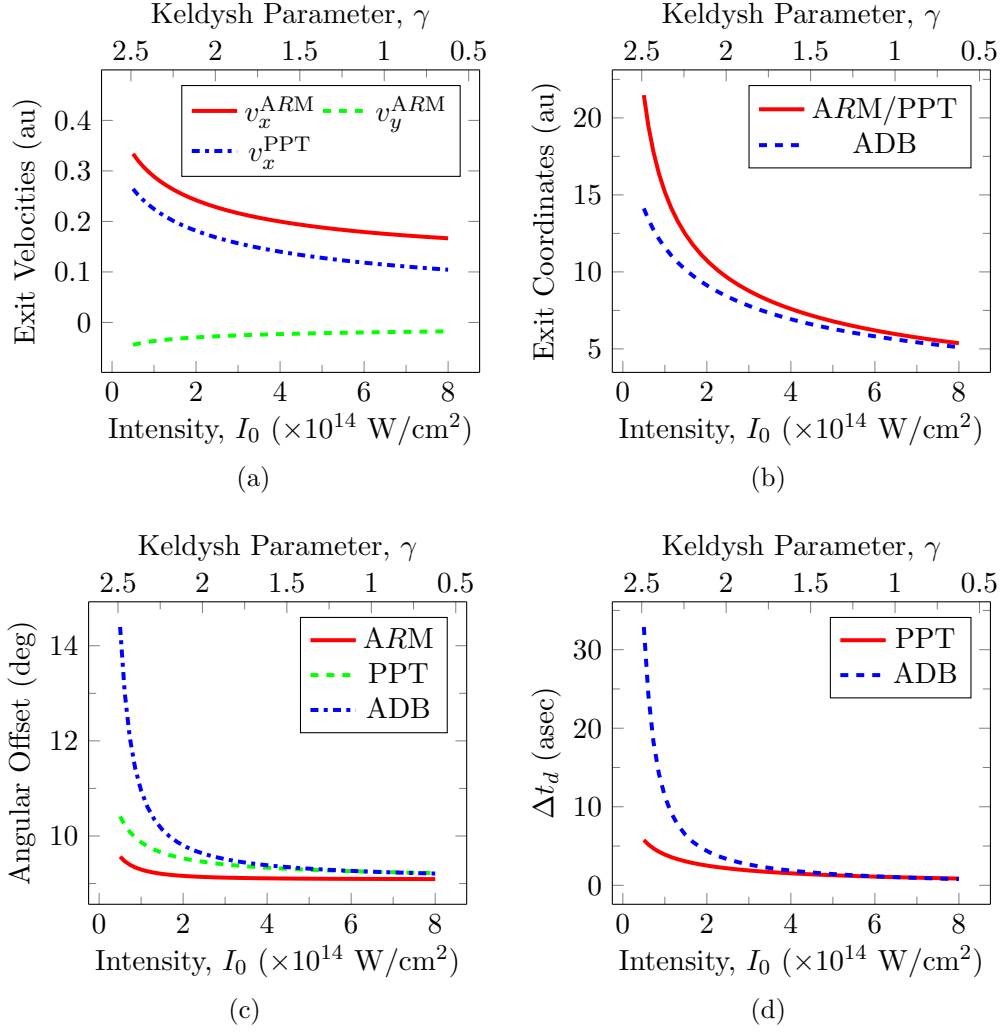 Keldysh Parameter, γ
2.5 2 1.5 1 0.5
Exit Velocities (au)
0.4
0.3
0.2
0.1
0
v_x^ARM v_y^ARM
v_x^PPT
0 2 4 6 8
Intensity, I_0 (×10^14 W/cm^2)
(a)
Keldysh Parameter, γ
2.5 2 1.5 1 0.5
Exit Coordinates (au)
20
15
10
5
ARM/PPT
ADB
0 2 4 6 8
Intensity, I_0 (×10^14 W/cm^2)
(b)
Keldysh Parameter, γ
2.5 2 1.5 1 0.5
Angular Offset (deg)
14
12
10
ARM
PPT
ADB
0 2 4 6 8
Intensity, I_0 (×10^14 W/cm^2)
(c)
Keldysh Parameter, γ
2.5 2 1.5 1 0.5
Δt_d (asec)
30
20
10
0
PPT
ADB
0 2 4 6 8
Intensity, I_0 (×10^14 W/cm^2)
(d)